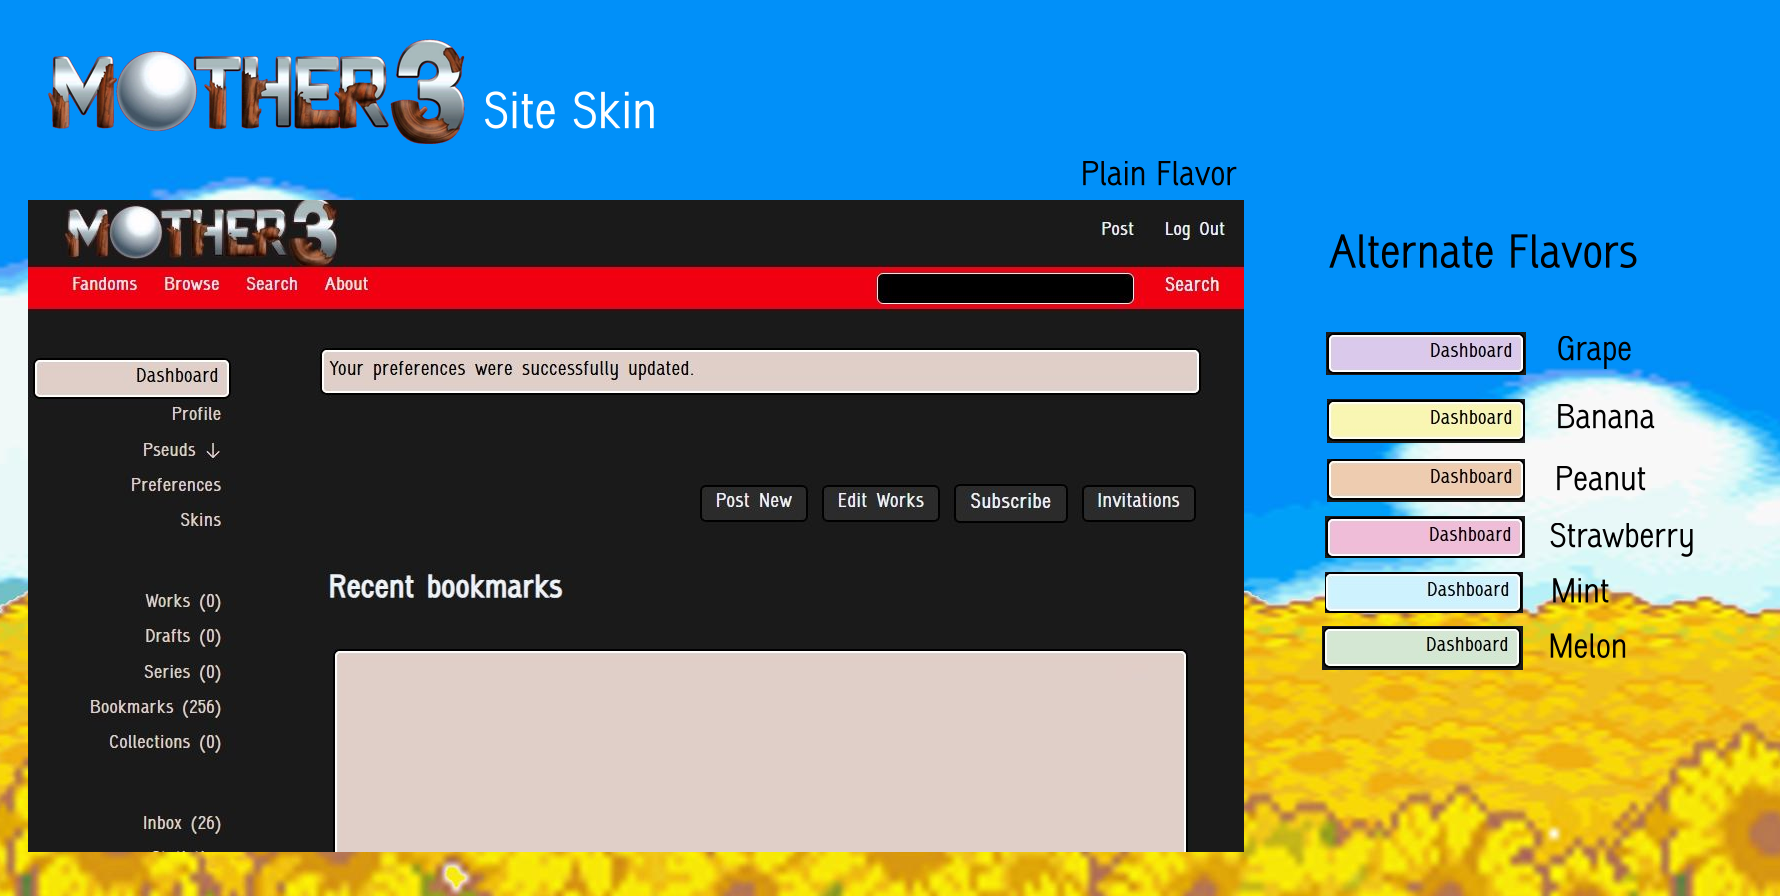 MOTHER3 Site Skin
Plain Flavor
MOTHER3
Post Log Out
Fandoms Browse Search About Search
Dashboard
Profile
Pseuds ↓
Preferences
Skins
Works (0)
Drafts (0)
Series (0)
Bookmarks (256)
Collections (0)
Inbox (26)
Your preferences were successfully updated.
Post New Edit Works Subscribe Invitations
Recent bookmarks
Alternate Flavors
Dashboard Grape
Dashboard Banana
Dashboard Peanut
Dashboard Strawberry
Dashboard Mint
Dashboard Melon